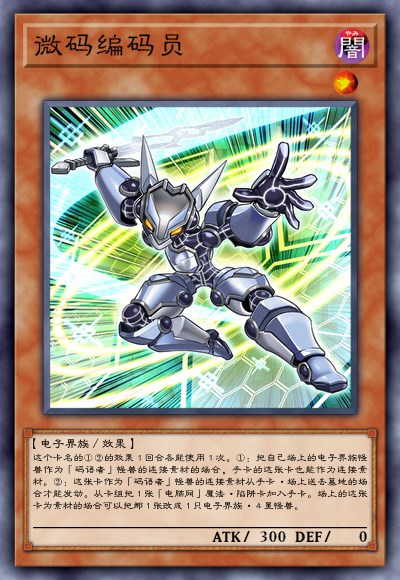 微码编码员
やみ
闇
【电子界族/效果】
这个卡名的①②的效果1回合各能使用1次。①:把自己场上的电子界族怪
兽作为「码语者」怪兽的连接素材的场合,手卡的这张卡也能作为连接素
材。②:这张卡作为「码语者」怪兽的连接素材从手卡·场上送去墓地的场
合才能发动。从卡组把1张「电脑网」魔法·陷阱卡加入手卡。场上的这张
卡为素材的场合可以把那1张改成1只电子界族·4星怪兽。
ATK/ 300 DEF/ 0